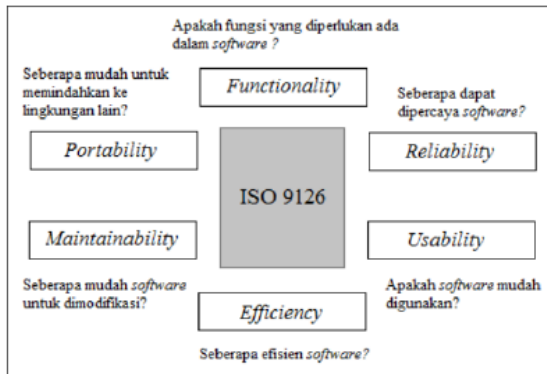 Apakah fungsi yang diperlukan ada
dalam software ?
Functionality
Seberapa mudah untuk
memindahkan ke
lingkungan lain?
Portability
Seberapa dapat
dipercaya software?
Reliability
ISO 9126
Maintainability
Seberapa mudah software
untuk dimodifikasi?
Usability
Apakah software mudah
digunakan?
Efficiency
Seberapa efisien software?